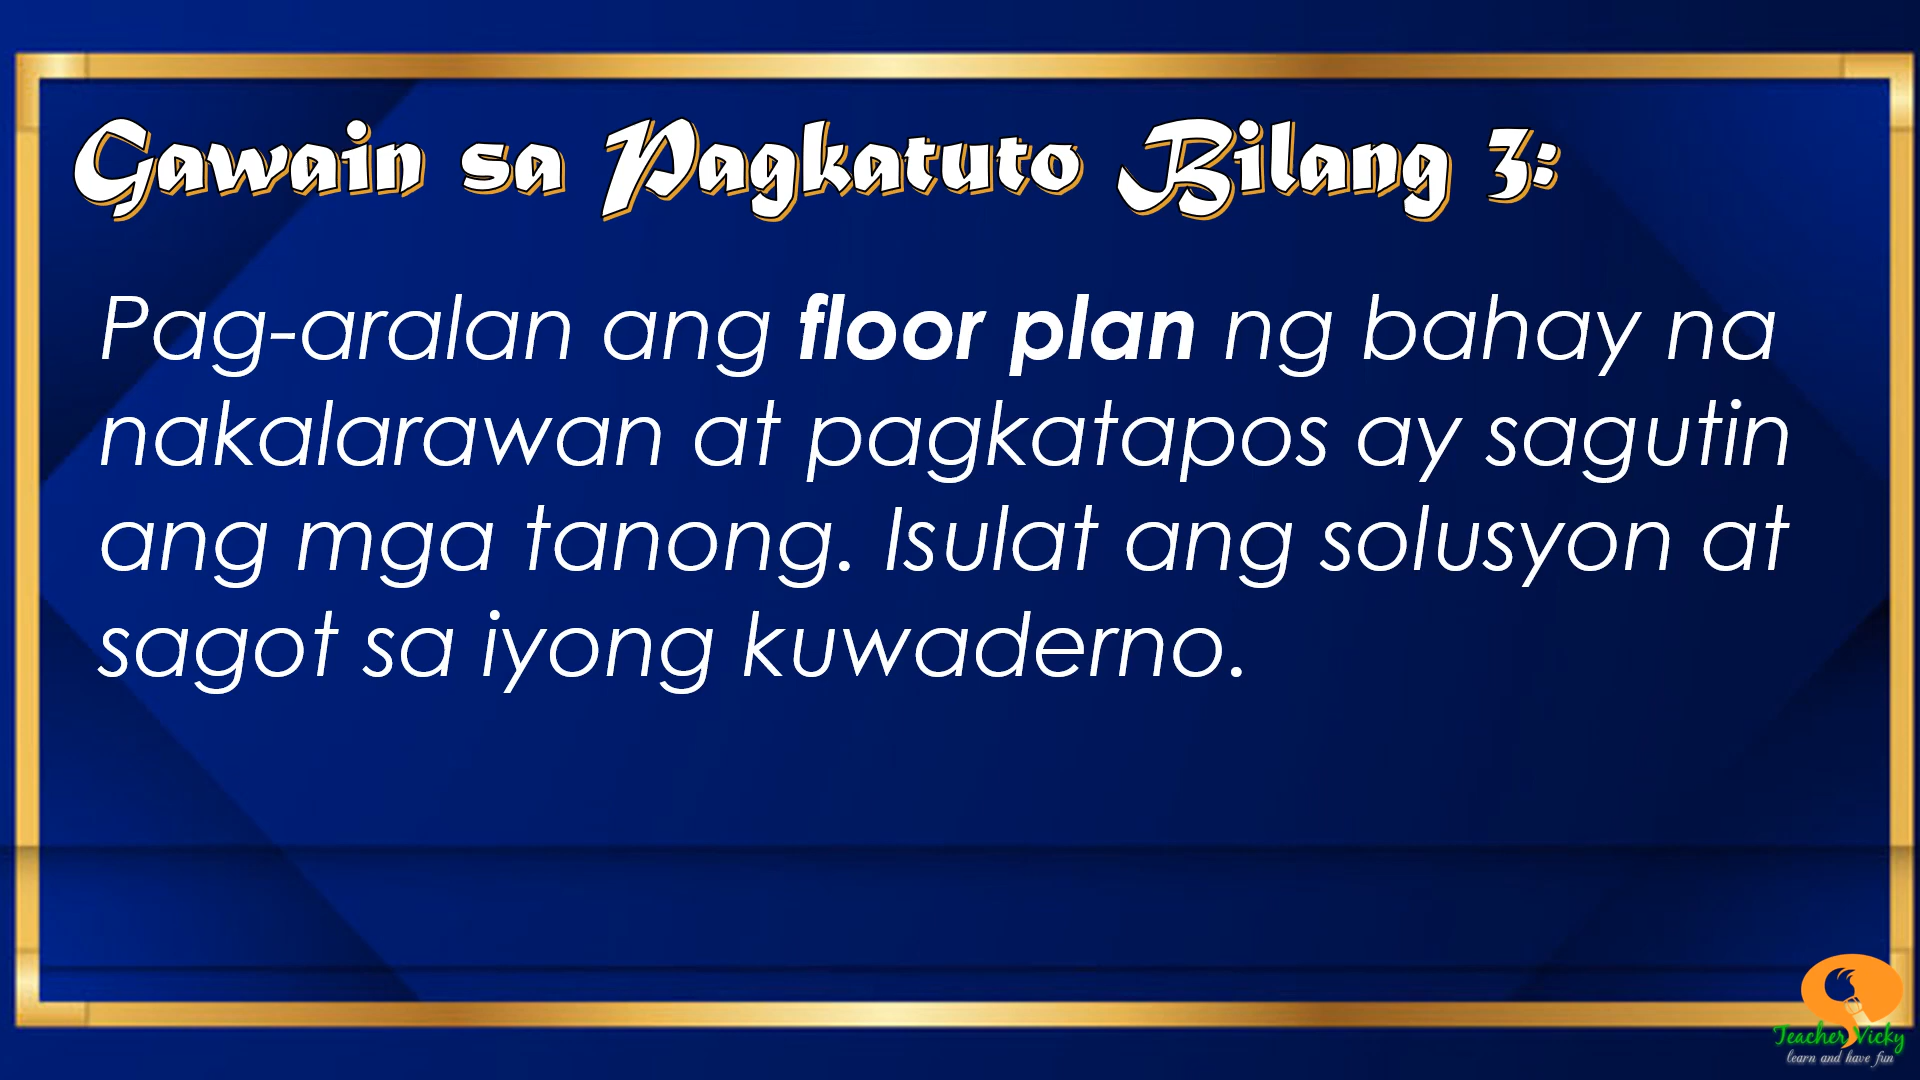 Gawain sa Pagkatuto Bilang 3:
Pag-aralan ang floor plan ng bahay na
nakalarawan at pagkatapos ay sagutin
ang mga tanong. Isulat ang solusyon at
sagot sa iyong kuwaderno.
Teacher Vicky
learn and have fun